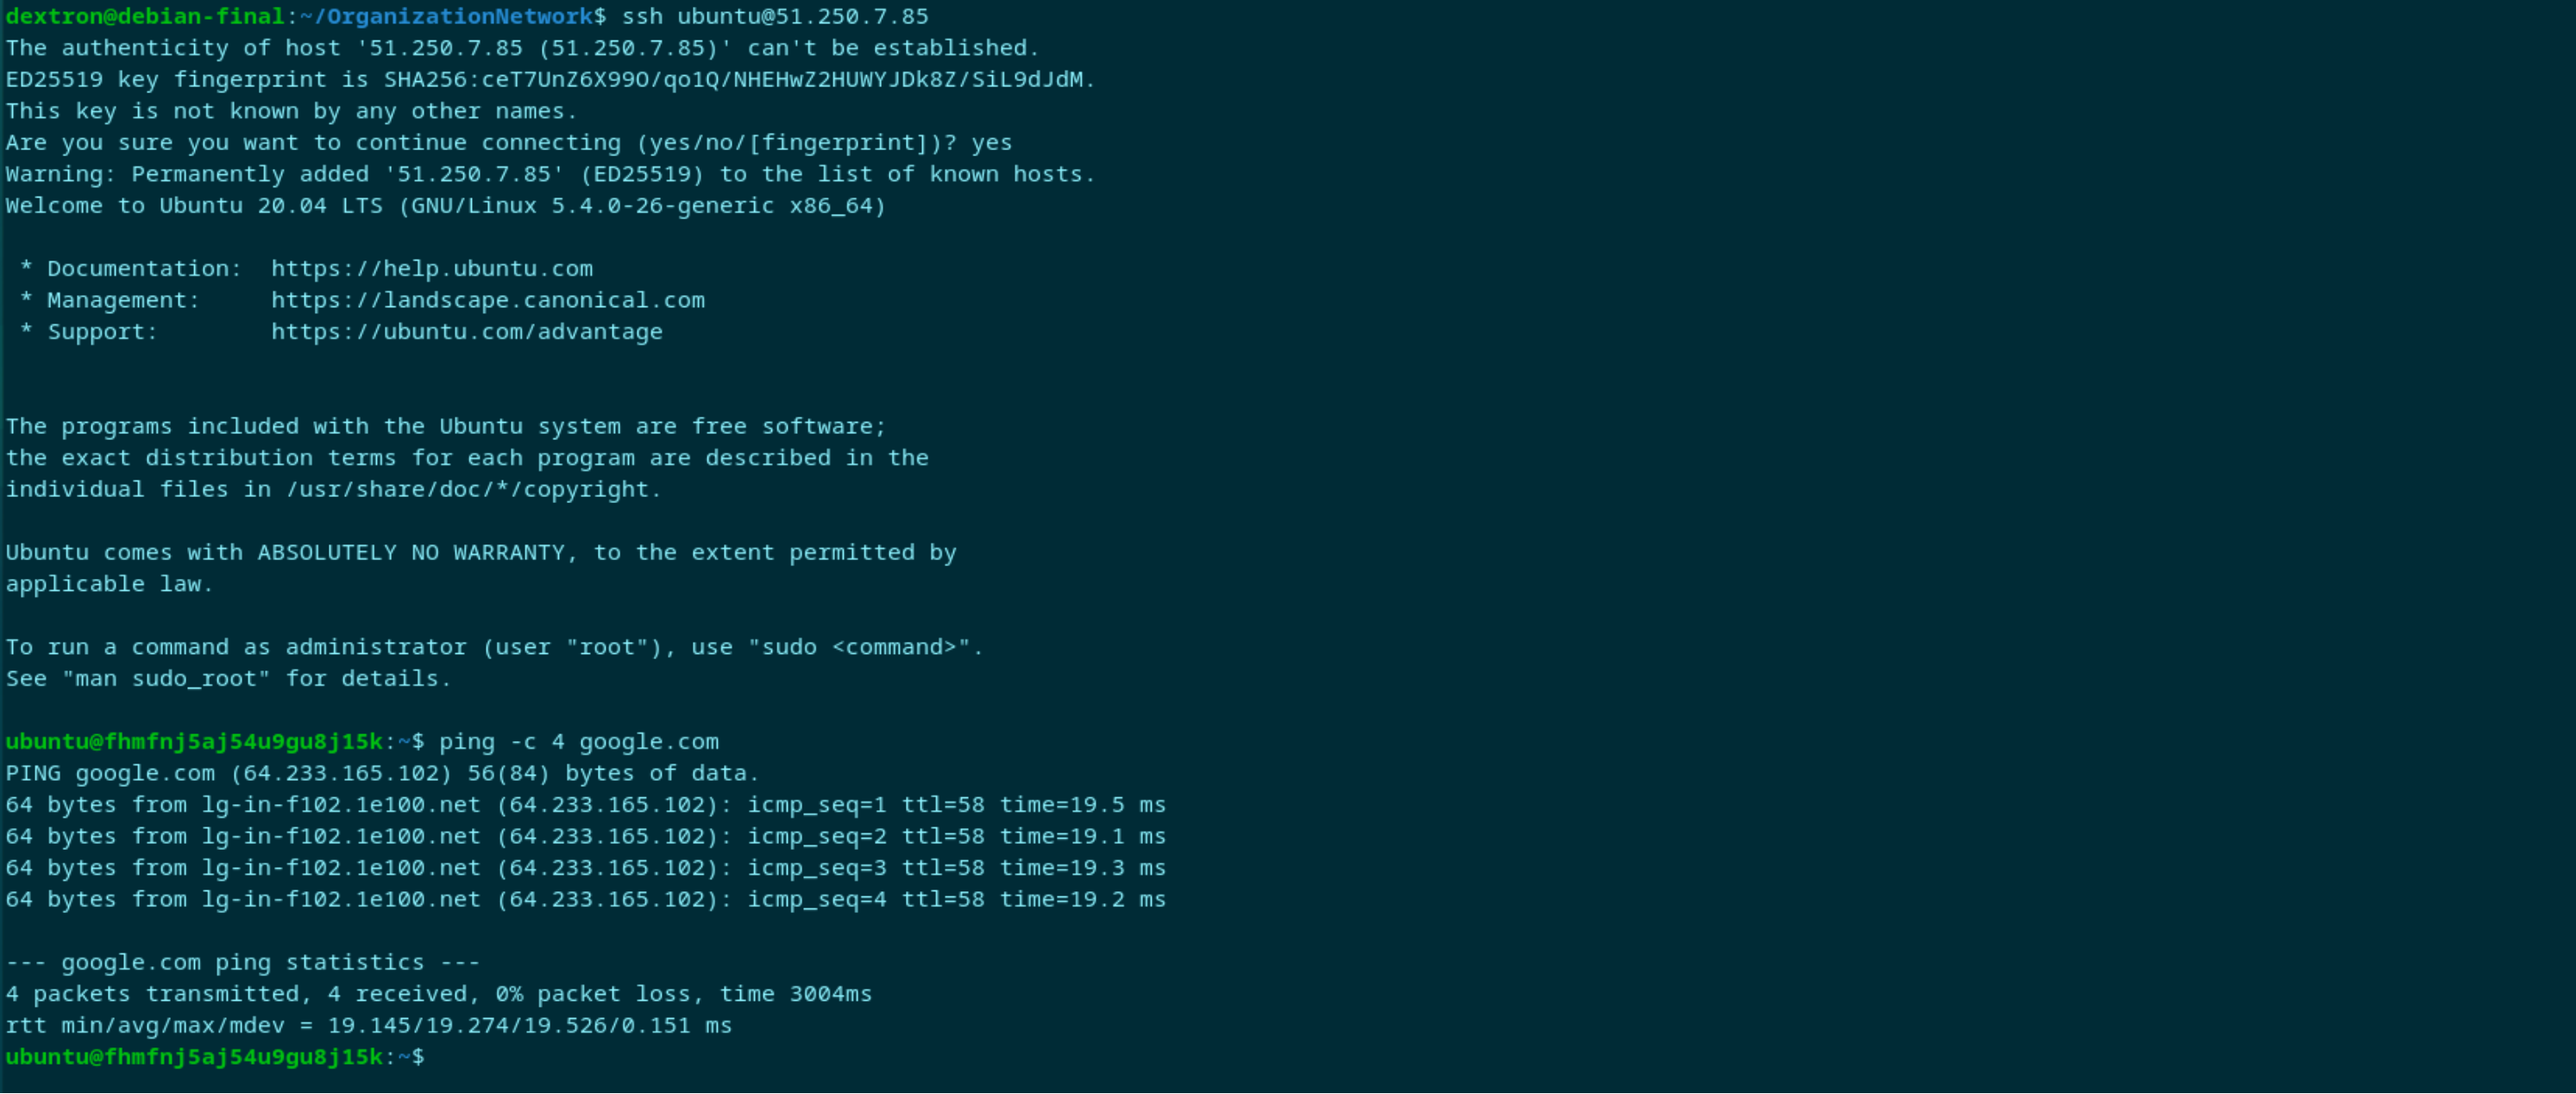 dextron@debian-final:~/OrganizationNetwork$ ssh ubuntu@51.250.7.85
The authenticity of host '51.250.7.85 (51.250.7.85)' can't be established.
ED25519 key fingerprint is SHA256:ceT7UnZ6X99O/qo1Q/NHEHwZ2HUWYJDk8Z/SiL9dJdM.
This key is not known by any other names.
Are you sure you want to continue connecting (yes/no/[fingerprint])? yes
Warning: Permanently added '51.250.7.85' (ED25519) to the list of known hosts.
Welcome to Ubuntu 20.04 LTS (GNU/Linux 5.4.0-26-generic x86_64)
* Documentation:  https://help.ubuntu.com
* Management:     https://landscape.canonical.com
* Support:        https://ubuntu.com/advantage
The programs included with the Ubuntu system are free software;
the exact distribution terms for each program are described in the
individual files in /usr/share/doc/*/copyright.
Ubuntu comes with ABSOLUTELY NO WARRANTY, to the extent permitted by
applicable law.
To run a command as administrator (user "root"), use "sudo <command>".
See "man sudo_root" for details.
ubuntu@fhmfnj5aj54u9gu8j15k:~$ ping -c 4 google.com
PING google.com (64.233.165.102) 56(84) bytes of data.
64 bytes from lg-in-f102.1e100.net (64.233.165.102): icmp_seq=1 ttl=58 time=19.5 ms
64 bytes from lg-in-f102.1e100.net (64.233.165.102): icmp_seq=2 ttl=58 time=19.1 ms
64 bytes from lg-in-f102.1e100.net (64.233.165.102): icmp_seq=3 ttl=58 time=19.3 ms
64 bytes from lg-in-f102.1e100.net (64.233.165.102): icmp_seq=4 ttl=58 time=19.2 ms
--- google.com ping statistics ---
4 packets transmitted, 4 received, 0% packet loss, time 3004ms
rtt min/avg/max/mdev = 19.145/19.274/19.526/0.151 ms
ubuntu@fhmfnj5aj54u9gu8j15k:~$